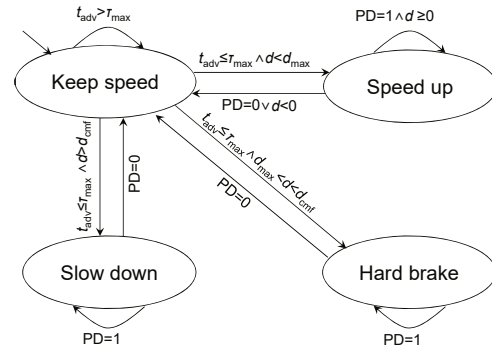 t_adv>τ_max
PD=1∧d≥0
Keep speed
t_adv≤τ_max∧d<d_max
Speed up
PD=0∨d<0
t_adv≤τ_max∧d_max<d<d_cmf
t_adv≤τ_max ∧d>d_cmf
PD=0
PD=0
Slow down
Hard brake
PD=1
PD=1